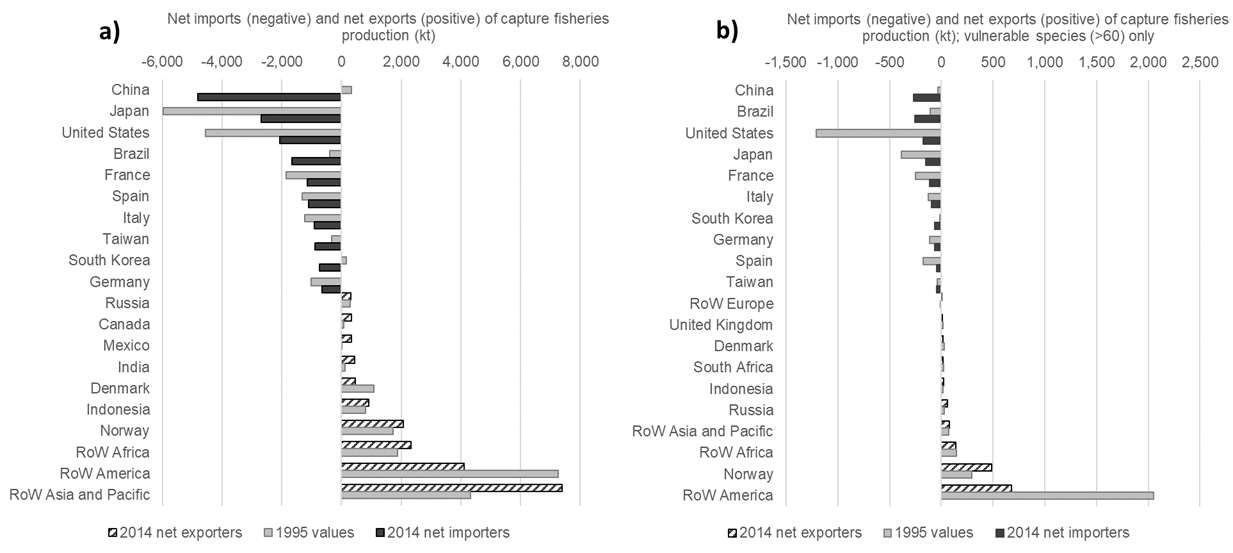 a)
Net imports (negative) and net exports (positive) of capture fisheries
production (kt)
-6,000 -4,000 -2,000 0 2,000 4,000 6,000 8,000
China
Japan
United States
Brazil
France
Spain
Italy
Taiwan
South Korea
Germany
Russia
Canada
Mexico
India
Denmark
Indonesia
Norway
RoW Africa
RoW America
RoW Asia and Pacific
2014 net exporters 1995 values 2014 net importers
b)
Net imports (negative) and net exports (positive) of capture fisheries
production (kt); vulnerable species (>60) only
-1,500 -1,000 -500 0 500 1,000 1,500 2,000 2,500
China
Brazil
United States
Japan
France
Italy
South Korea
Germany
Spain
Taiwan
RoW Europe
United Kingdom
Denmark
South Africa
Indonesia
Russia
RoW Asia and Pacific
RoW Africa
Norway
RoW America
2014 net exporters 1995 values 2014 net importers